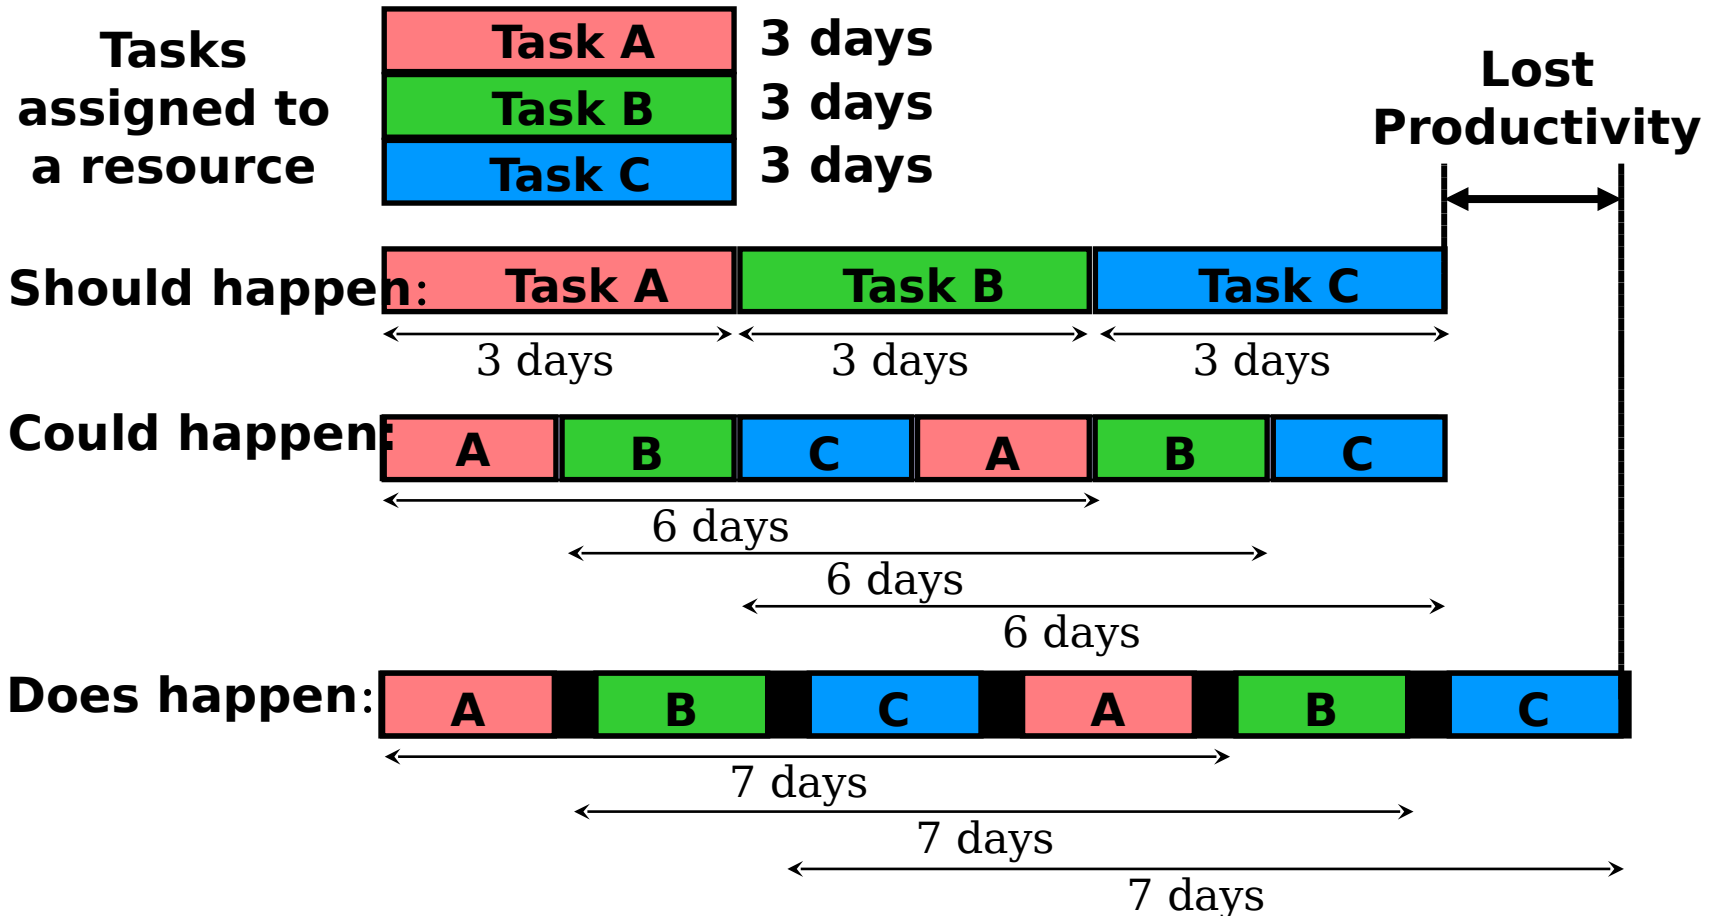 Tasks
assigned to
a resource
Task A
3 days
Task B
3 days
Task C
3 days
Lost
Productivity
Should happen:
Task A
Task B
Task C
3 days
3 days
3 days
Could happen:
A
B
C
A
B
C
6 days
6 days
6 days
Does happen:
A
B
C
A
B
C
7 days
7 days
7 days